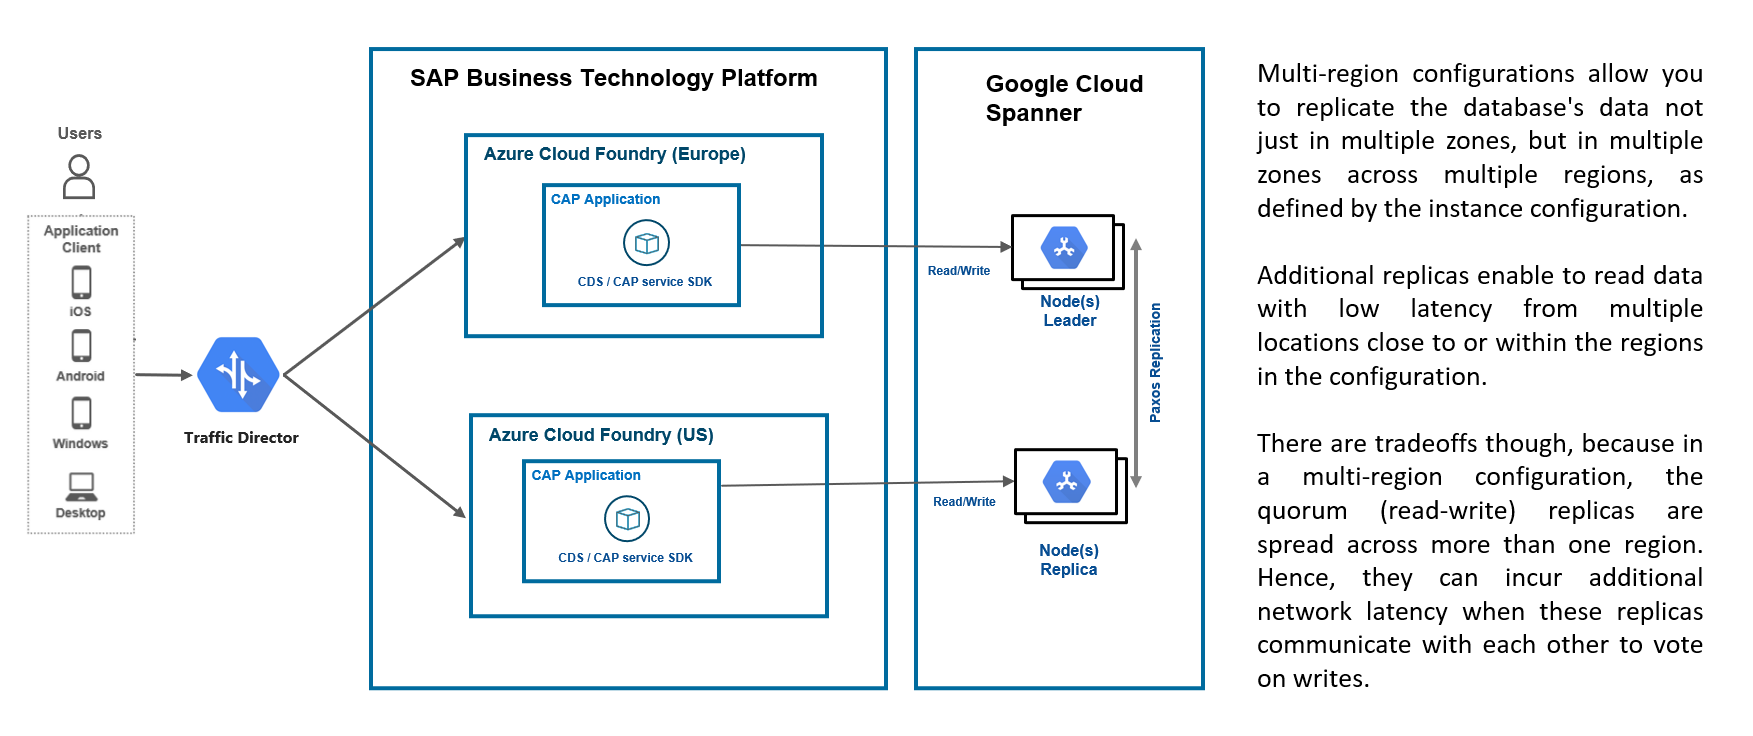 Users
Application
Client
iOS
Android
Windows
Desktop
Traffic Director
SAP Business Technology Platform
Azure Cloud Foundry (Europe)
CAP Application
CDS / CAP service SDK
Azure Cloud Foundry (US)
CAP Application
CDS / CAP service SDK
Google Cloud
Spanner
Read/Write
Node(s)
Leader
Paxos Replication
Read/Write
Node(s)
Replica
Multi-region configurations allow you
to replicate the database's data not
just in multiple zones, but in multiple
zones across multiple regions, as
defined by the instance configuration.
Additional replicas enable to read data
with low latency from multiple
locations close to or within the regions
in the configuration.
There are tradeoffs though, because in
a multi-region configuration, the
quorum (read-write) replicas are
spread across more than one region.
Hence, they can incur additional
network latency when these replicas
communicate with each other to vote
on writes.